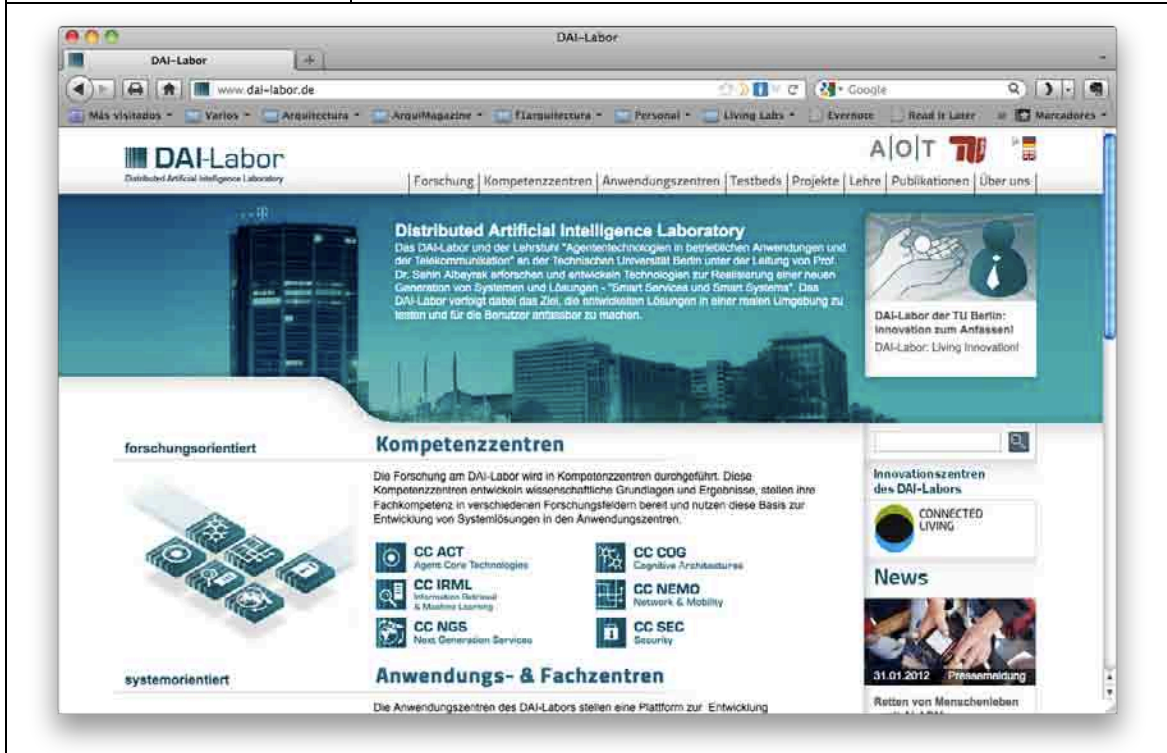 DAI-Labor
DAI-Labor
www.dai-labor.de
Google
Más visitados
Varios
Arquitectura
ArquiMagazine
f1arquitectura
Personal
Living Labs
Evernote
Read It Later
Marcadores
DAI-Labor
Distributed Artificial Intelligence Laboratory
A|O|T
Forschung | Kompetenzzentren | Anwendungszentren | Testbeds | Projekte | Lehre | Publikationen | Über uns
Distributed Artificial Intelligence Laboratory
Das DAI-Labor und der Lehrstuhl "Agententechnologien in betrieblichen Anwendungen und
der Telekommunikation" an der Technischen Universität Berlin unter der Leitung von Prof.
Dr. Sahin Albayrak erforschen und entwickeln Technologien zur Realisierung einer neuen
Generation von Systemen und Lösungen - "Smart Services und Smart Systems". Das
DAI-Labor verfolgt dabei das Ziel, die entwickelten Lösungen in einer realen Umgebung zu
testen und für die Benutzer anfassbar zu machen.
DAI-Labor der TU Berlin:
Innovation zum Anfassen!
DAI-Labor: Living Innovation!
forschungsorientiert
Kompetenzzentren
Die Forschung am DAI-Labor wird in Kompetenzzentren durchgeführt. Diese
Kompetenzzentren entwickeln wissenschaftliche Grundlagen und Ergebnisse, stellen ihre
Fachkompetenz in verschiedenen Forschungsfeldern bereit und nutzen diese Basis zur
Entwicklung von Systemlösungen in den Anwendungszentren.
CC ACT
Agent Core Technologies
CC COG
Cognitive Architectures
CC IRML
Information Retrieval
& Machine Learning
CC NEMO
Network & Mobility
CC NGS
Next Generation Services
CC SEC
Security
Innovationszentren
des DAI-Labors
CONNECTED
LIVING
News
31.01.2012 Pressemeldung
Retten von Menschenleben
systemorientiert
Anwendungs- & Fachzentren
Die Anwendungszentren des DAI-Labors stellen eine Plattform zur Entwicklung